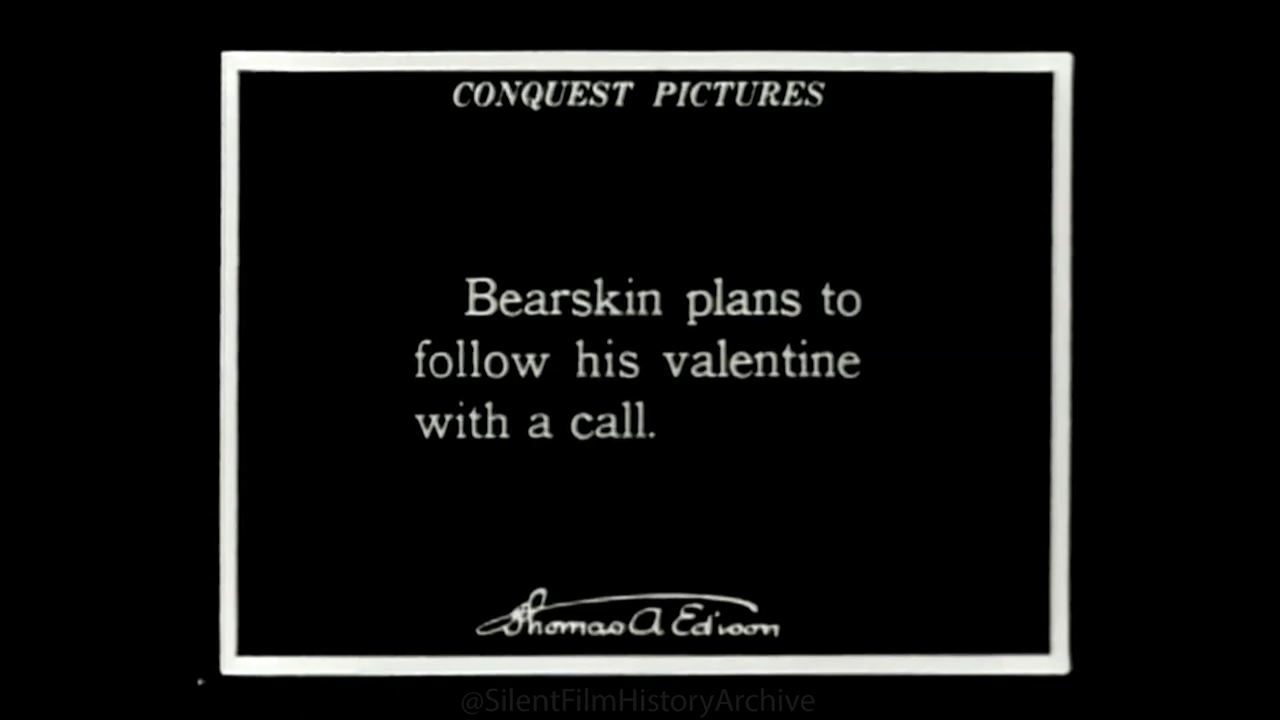 CONQUEST PICTURES
Bearskin plans to
follow his valentine
with a call.
Thomas A Edison
@SilentFilmHistoryArchive